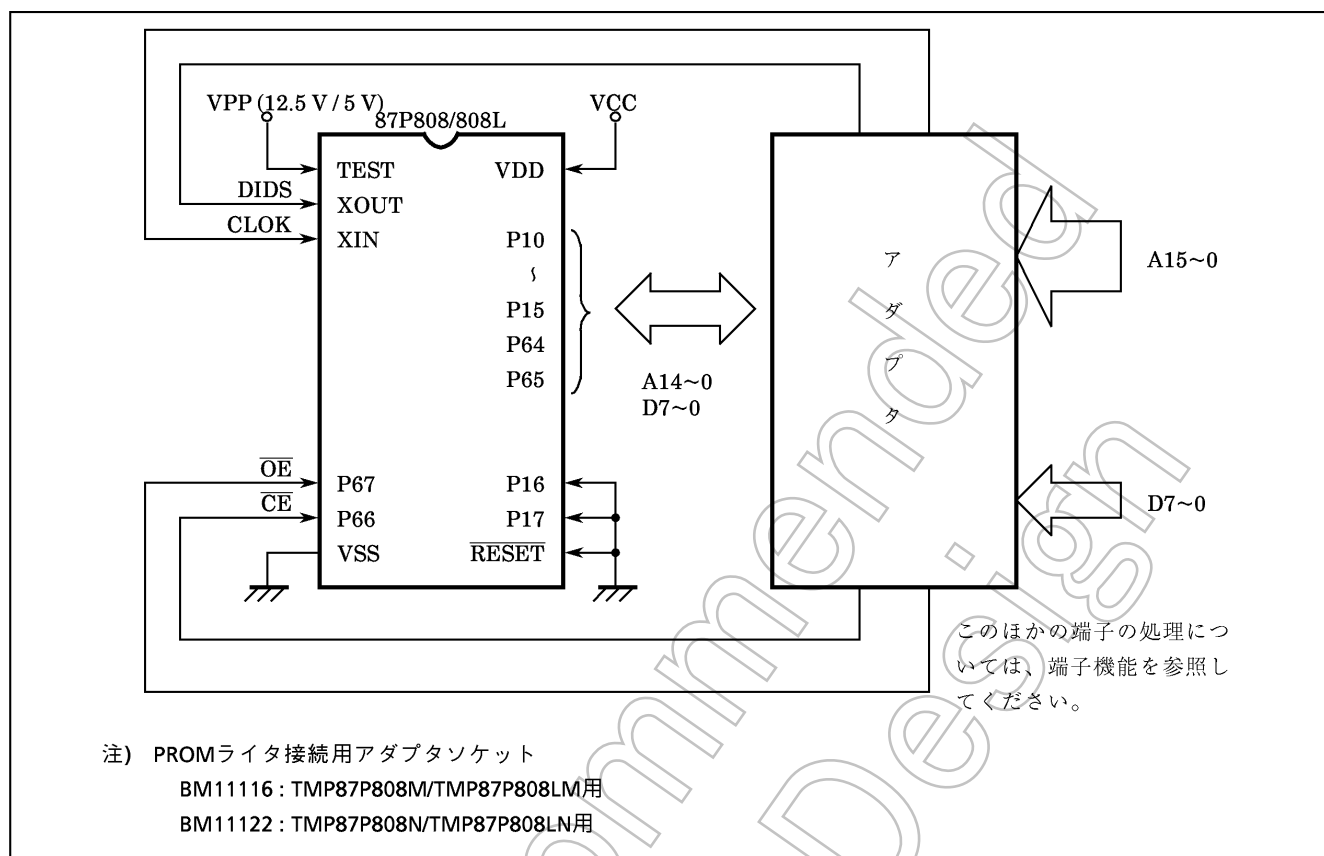 VPP (12.5 V / 5 V)
87P808/808L
VCC
TEST
VDD
DIDS
XOUT
CLOK
XIN
P10
~
P15
P64
P65
A14~0
D7~0
アダプタ
A15~0
D7~0
OE
P67
P16
CE
P66
P17
VSS
RESET
このほかの端子の処理につ
いては、端子機能を参照し
てください。
注) PROMライタ接続用アダプタソケット
BM11116 : TMP87P808M/TMP87P808LM用
BM11122 : TMP87P808N/TMP87P808LN用
ommended
Design